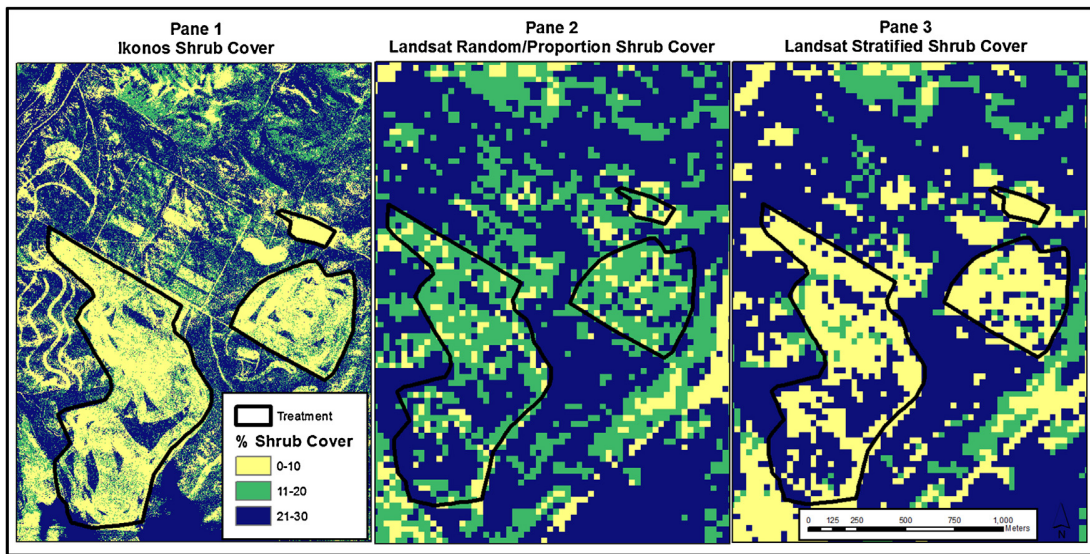 Pane 1
Ikonos Shrub Cover
Pane 2
Landsat Random/Proportion Shrub Cover
Pane 3
Landsat Stratified Shrub Cover
Treatment
% Shrub Cover
0-10
11-20
21-30
0 125 250 500 750 1,000
Meters
N